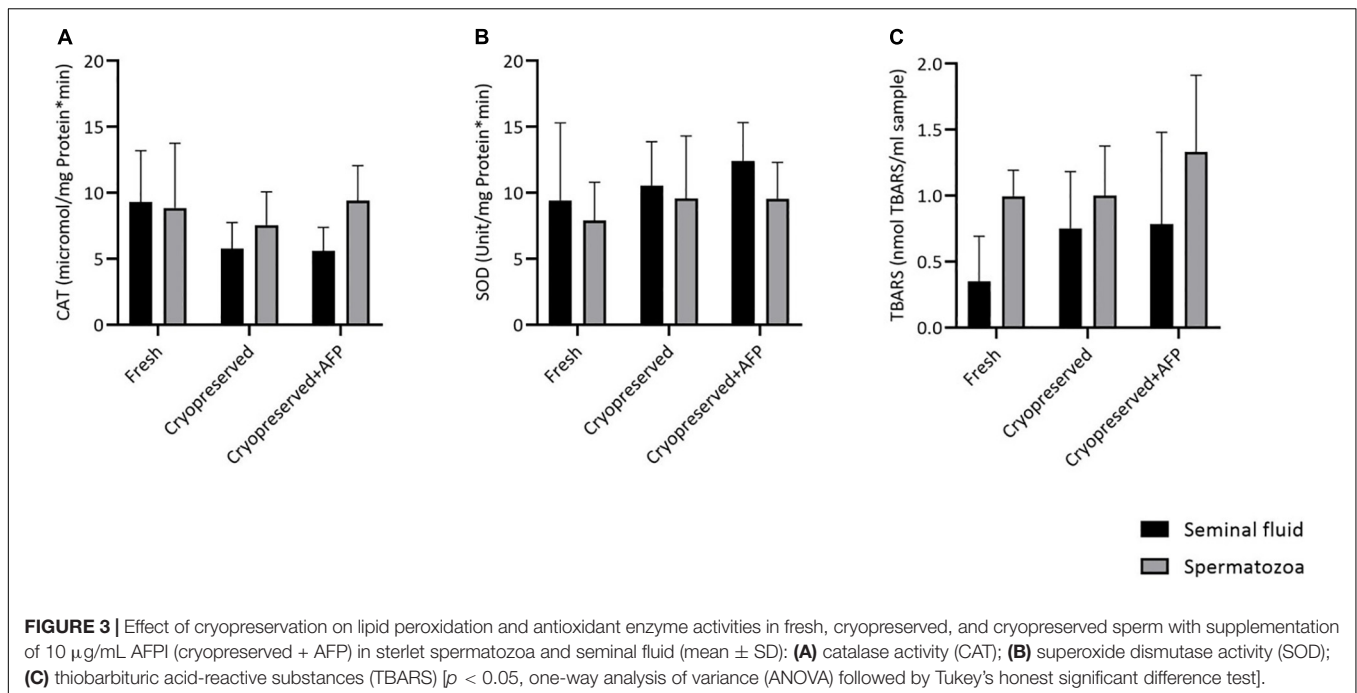 A
CAT (micromol/mg Protein*min)
20
15
10
5
0
Fresh
Cryopreserved
Cryopreserved+AFP
B
SOD (Unit/mg Protein*min)
20
15
10
5
0
Fresh
Cryopreserved
Cryopreserved+AFP
C
TBARS (nmol TBARS/ml sample)
2.0
1.5
1.0
0.5
0.0
Fresh
Cryopreserved
Cryopreserved+AFP
Seminal fluid
Spermatozoa
FIGURE 3 | Effect of cryopreservation on lipid peroxidation and antioxidant enzyme activities in fresh, cryopreserved, and cryopreserved sperm with supplementation
of 10 μg/mL AFPI (cryopreserved + AFP) in sterlet spermatozoa and seminal fluid (mean ± SD): (A) catalase activity (CAT); (B) superoxide dismutase activity (SOD);
(C) thiobarbituric acid-reactive substances (TBARS) [p < 0.05, one-way analysis of variance (ANOVA) followed by Tukey's honest significant difference test].